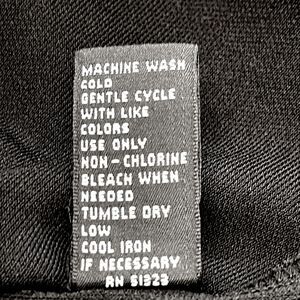 MACHINE WASH
COLD
GENTLE CYCLE
WITH LIKE
COLORS
USE ONLY
NON-CHLORINE
BLEACH WHEN
NEEDED
TUMBLE DRY
LOW
COOL IRON
IF NECESSARY
RN 51323